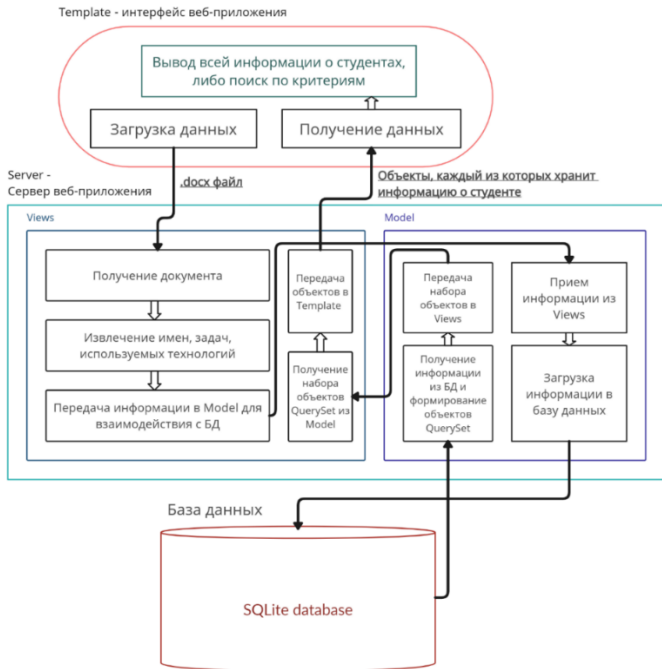 Template - интерфейс веб-приложения
Вывод всей информации о студентах,
либо поиск по критериям
Загрузка данных
Получение данных
Server -
Сервер веб-приложения
.docx файл
Объекты, каждый из которых хранит
информацию о студенте
Views
Получение документа
Извлечение имен, задач,
используемых технологий
Передача информации в Model для
взаимодействия с БД
Передача
объектов в
Template
Получение
набора
объектов
QuerySet из
Model
Model
Передача
набора
объектов в
Views
Получение
информации
из БД и
формирование
объектов
QuerySet
Прием
информации из
Views
Загрузка
информации в
базу данных
База данных
SQLite database